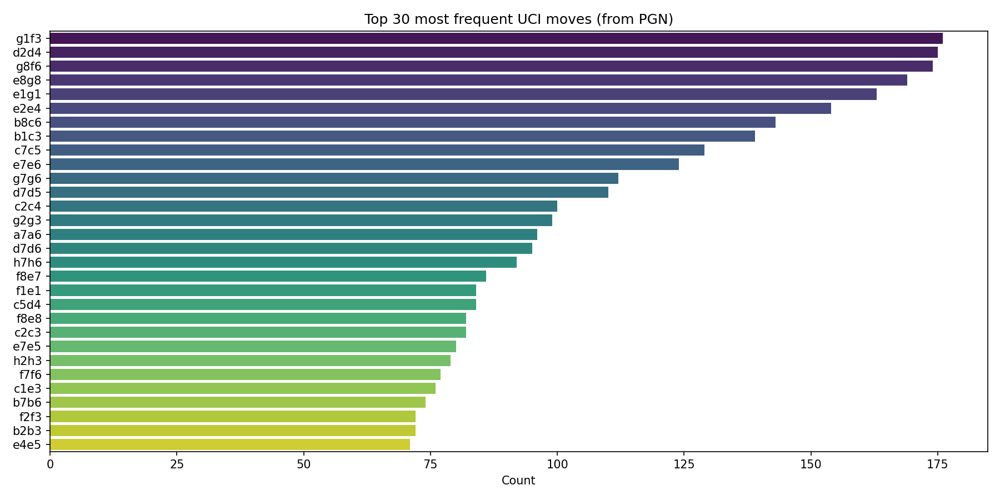 Top 30 most frequent UCI moves (from PGN)
g1f3
d2d4
g8f6
e8g8
e1g1
e2e4
b8c6
b1c3
c7c5
e7e6
g7g6
d7d5
c2c4
g2g3
a7a6
d7d6
h7h6
f8e7
f1e1
c5d4
f8e8
c2c3
e7e5
h2h3
f7f6
c1e3
b7b6
f2f3
b2b3
e4e5
0 25 50 75 100 125 150 175
Count